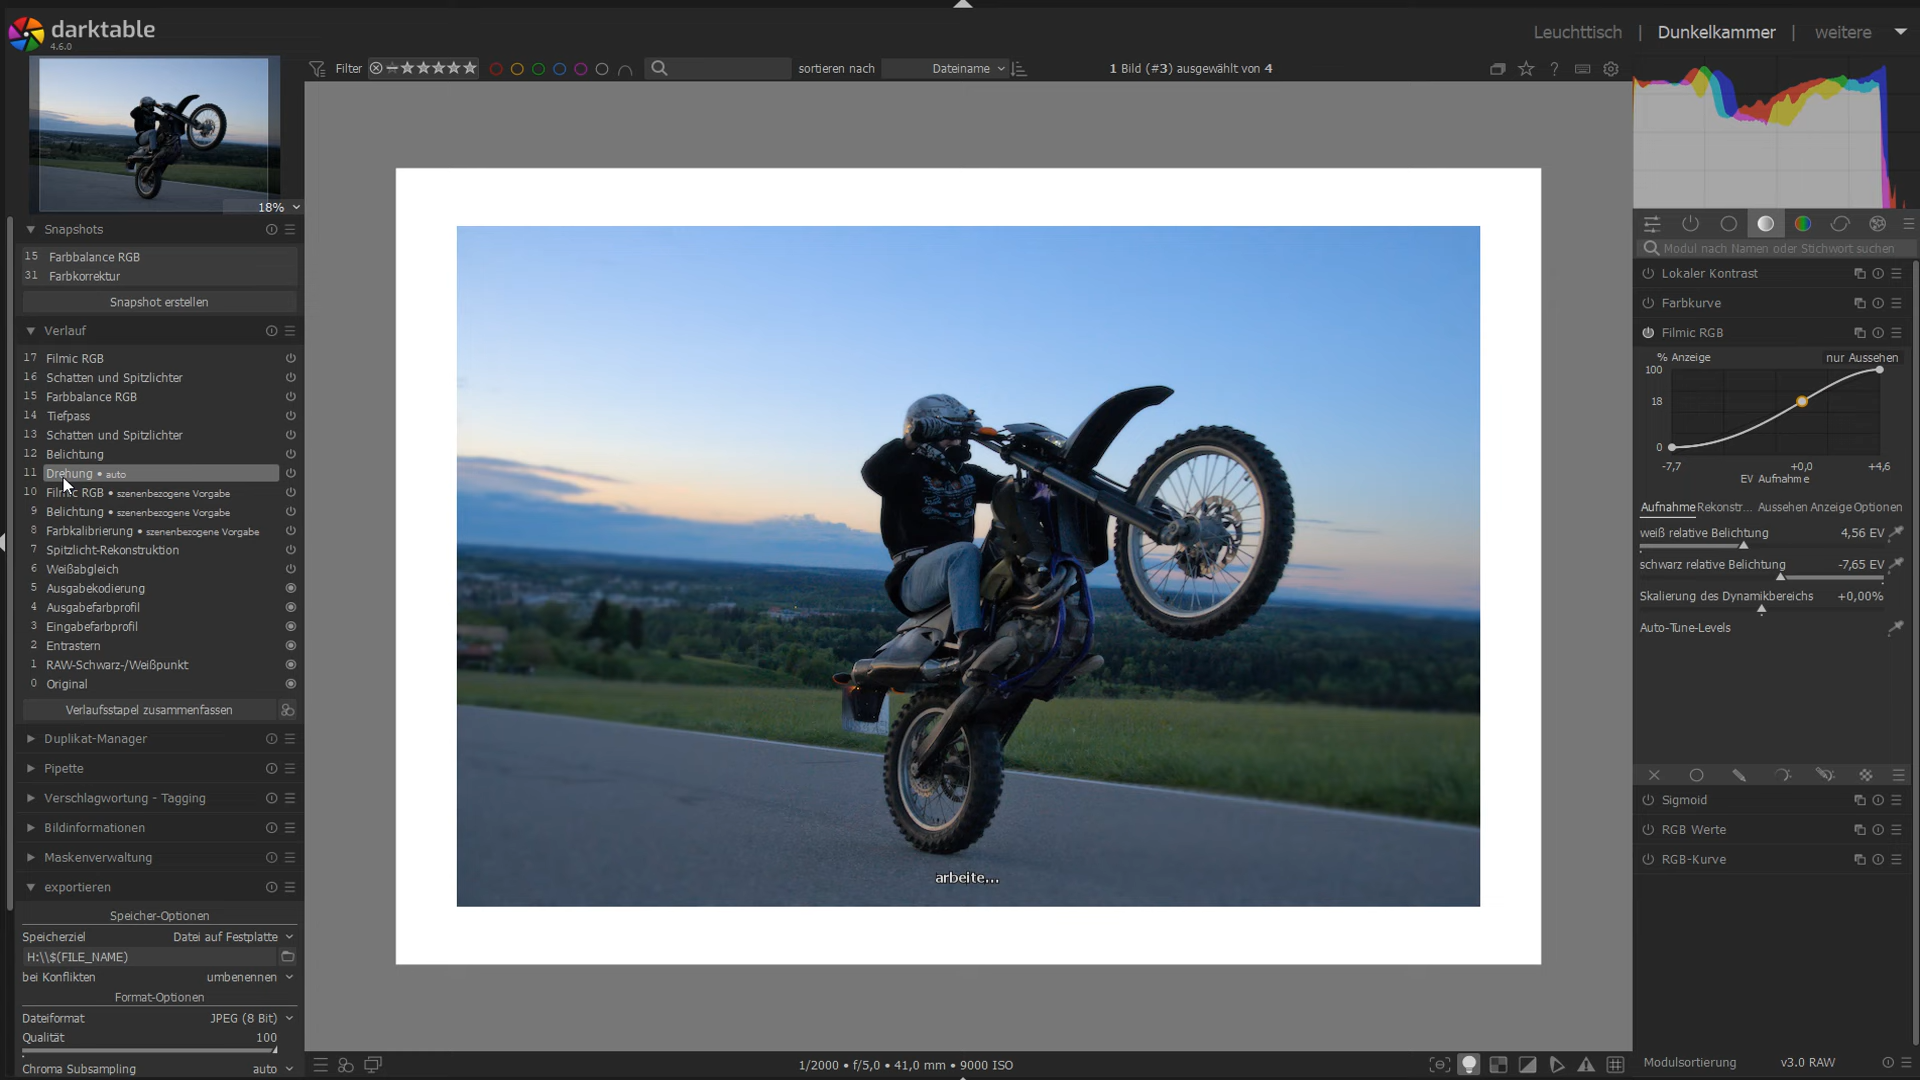 darktable
4.6.0
Leuchttisch | Dunkelkammer | weitere
Filter
sortieren nach Dateiname
1 Bild (#3) ausgewählt von 4
18%
Snapshots
15 Farbbalance RGB
31 Farbkorrektur
Snapshot erstellen
Verlauf
17 Filmic RGB
16 Schatten und Spitzlichter
15 Farbbalance RGB
14 Tiefpass
13 Schatten und Spitzlichter
12 Belichtung
11 Drehung • auto
10 Filmic RGB • szenenbezogene Vorgabe
9 Belichtung • szenenbezogene Vorgabe
8 Farbkalibrierung • szenenbezogene Vorgabe
7 Spitzlicht-Rekonstruktion
6 Weißabgleich
5 Ausgabekodierung
4 Ausgabefarbprofil
3 Eingabefarbprofil
2 Entrastern
1 RAW-Schwarz-/Weißpunkt
0 Original
Verlaufsstapel zusammenfassen
Duplikat-Manager
Pipette
Verschlagwortung - Tagging
Bildinformationen
Maskenverwaltung
exportieren
Speicher-Optionen
Speicherziel Datei auf Festplatte
H:\\$(FILE_NAME)
bei Konflikten umbenennen
Format-Optionen
Dateiformat JPEG (8 Bit)
Qualität 100
Chroma Subsampling auto
arbeite...
1/2000 • f/5,0 • 41,0 mm • 9000 ISO
Modul nach Namen oder Stichwort suchen
Lokaler Kontrast
Farbkurve
Filmic RGB
% Anzeige nur Aussehen
100
18
0
-7,7 +0,0 +4,6
EV Aufnahme
Aufnahme Rekonstr... Aussehen Anzeige Optionen
weiß relative Belichtung 4,56 EV
schwarz relative Belichtung -7,65 EV
Skalierung des Dynamikbereichs +0,00%
Auto-Tune-Levels
Sigmoid
RGB Werte
RGB-Kurve
Modulsortierung v3.0 RAW